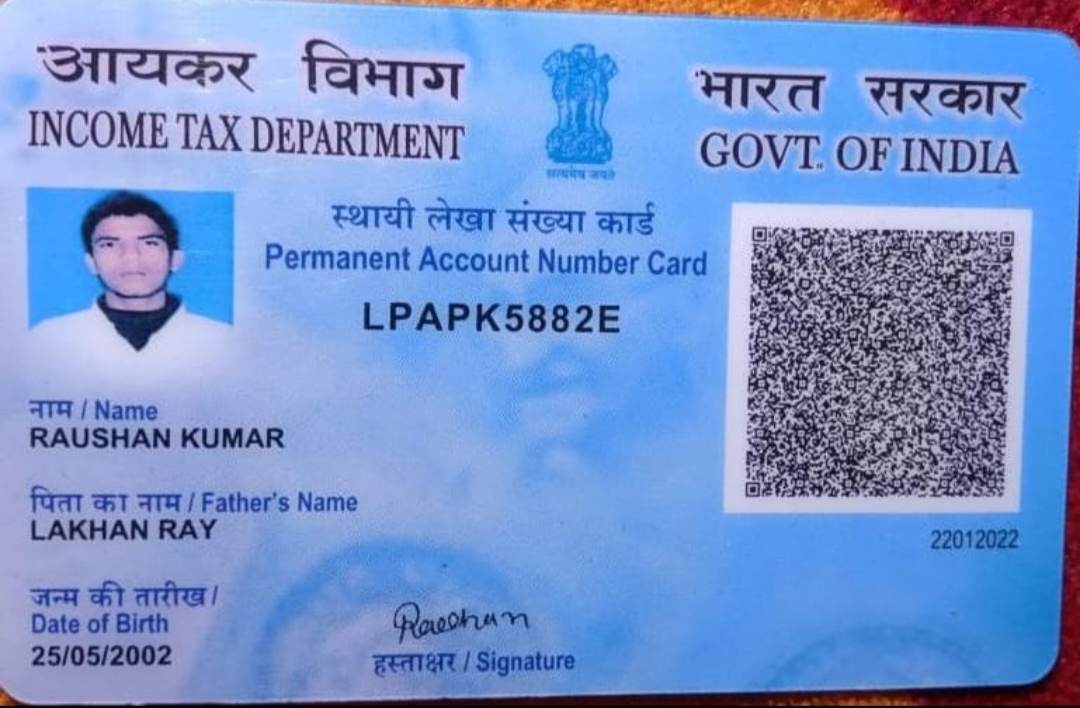 आयकर विभाग
INCOME TAX DEPARTMENT
भारत सरकार
GOVT. OF INDIA
सत्यमेव जयते
स्थायी लेखा संख्या कार्ड
Permanent Account Number Card
LPAPK5882E
नाम / Name
RAUSHAN KUMAR
पिता का नाम / Father's Name
LAKHAN RAY
जन्म की तारीख /
Date of Birth
25/05/2002
Raushan
हस्ताक्षर / Signature
22012022